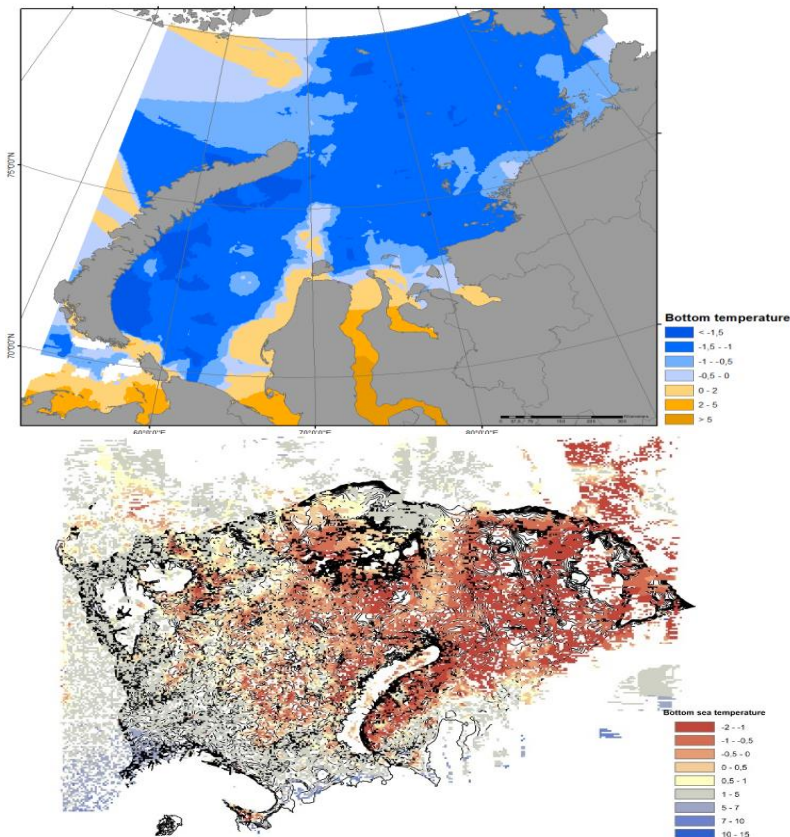 75°0'0"N
70°0'0"N
Bottom temperature
< -1,5
-1,5 - -1
-1 - -0,5
-0,5 - 0
0 - 2
2 - 5
> 5
60°0'0"E
70°0'0"E
80°0'0"E
Bottom sea temperature
-2 - -1
-1 - -0,5
-0,5 - 0
0 - 0,5
0,5 - 1
1 - 5
5 - 7
7 - 10
10 - 15